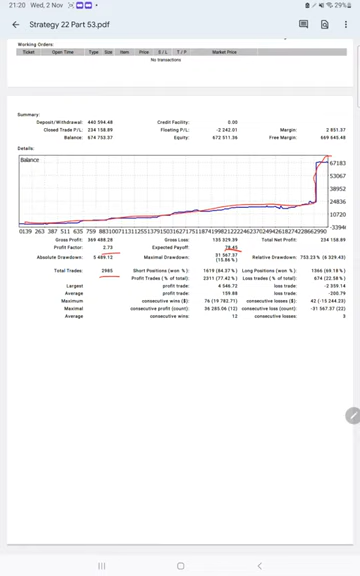 21:20 Wed, 2 Nov
29%
Strategy 22 Part 53.pdf
Working Orders:
Ticket Open Time Type Size Item Price S / L T / P Market Price
No transactions
Summary:
Deposit/Withdrawal: 440 594.48 Credit Facility: 0.00
Closed Trade P/L: 234 158.89 Floating P/L: -2 242.01 Margin: 2 851.37
Balance: 674 753.37 Equity: 672 511.36 Free Margin: 669 645.48
Details:
Balance
67183
53067
38952
24836
10720
-3394
Gross Profit: 369 488.28 Gross Loss: 135 329.39 Total Net Profit: 234 158.89
Profit Factor: 2.73 Expected Payoff: 78.45
Absolute Drawdown: 5 489.12 Maximal Drawdown: 31 567.37 (15.86 %) Relative Drawdown: 753.23% (6 329.43)
Total Trades: 2985 Short Positions (won %): 1619 (84.37 %) Long Positions (won %): 1366 (69.18 %)
Profit Trades (% of total): 2311 (77.42 %) Loss trades (% of total): 674 (22.58 %)
Largest profit trade: 4 546.72 loss trade: -2 359.14
Average profit trade: 159.88 loss trade: -200.79
Maximum consecutive wins ($): 76 (19 782.71) consecutive losses ($): 42 (-15 244.23)
Maximal consecutive profit (count): 36 285.06 (12) consecutive loss (count): -31 567.37 (22)
Average consecutive wins: 12 consecutive losses: 3